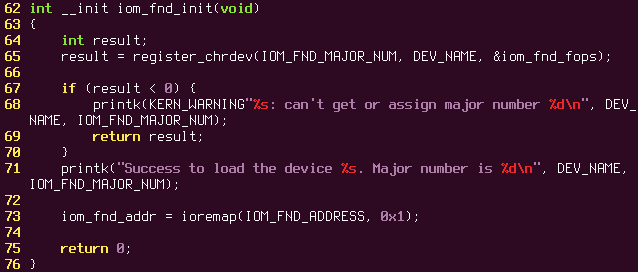 62 int __init iom_fnd_init(void)
63 {
64     int result;
65     result = register_chrdev(IOM_FND_MAJOR_NUM, DEV_NAME, &iom_fnd_fops);
66
67     if (result < 0) {
68         printk(KERN_WARNING"%s: can't get or assign major number %d\n", DEV_
NAME, IOM_FND_MAJOR_NUM);
69         return result;
70     }
71     printk("Success to load the device %s. Major number is %d\n", DEV_NAME,
IOM_FND_MAJOR_NUM);
72
73     iom_fnd_addr = ioremap(IOM_FND_ADDRESS, 0x1);
74
75     return 0;
76 }